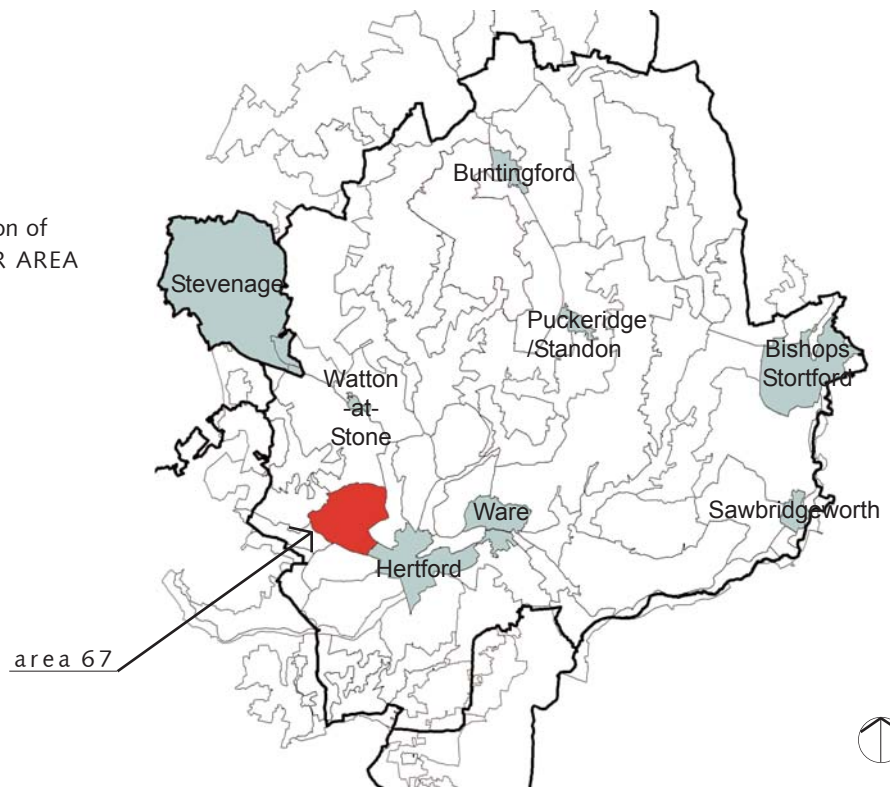 Buntingford
on of
R AREA
Stevenage
Puckeridge
/Standon
Bishops
Stortford
Watton
-at-
Stone
Ware
Sawbridgeworth
Hertford
area 67